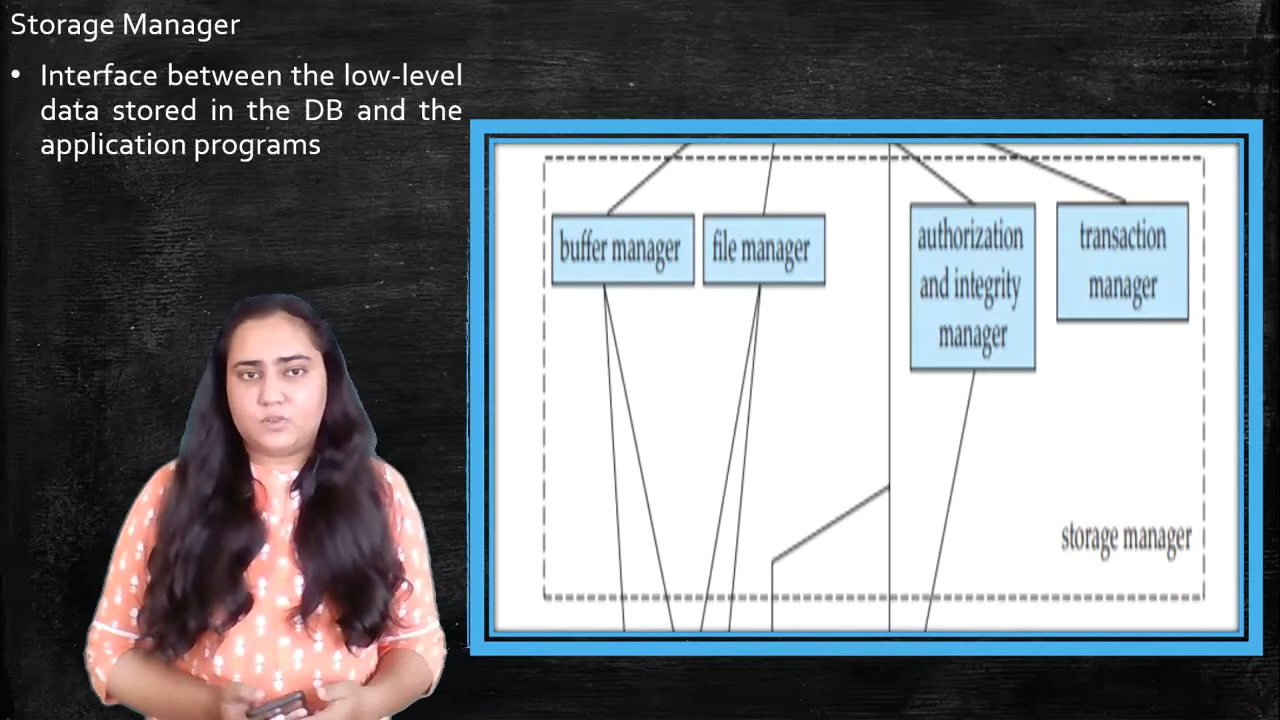 Storage Manager
• Interface between the low-level
data stored in the DB and the
application programs
buffer manager
file manager
authorization
and integrity
manager
transaction
manager
storage manager